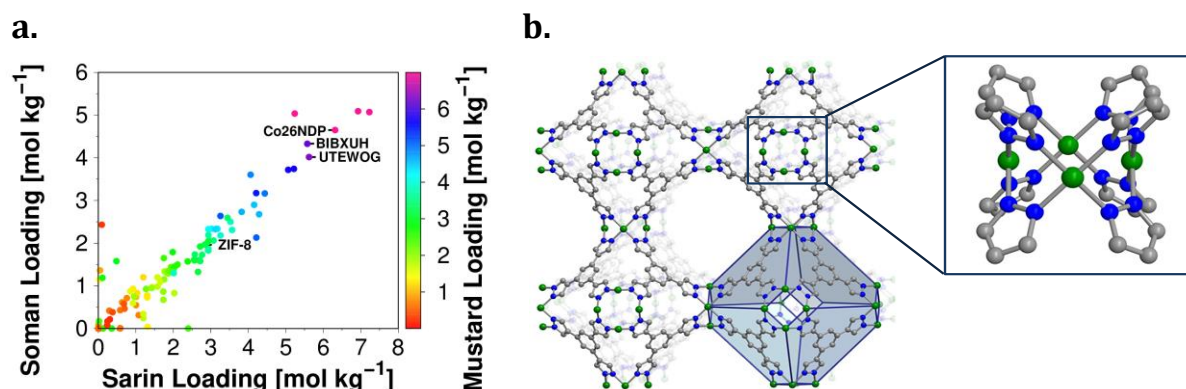 a.
b.
Soman Loading [mol kg⁻¹]
6
5
4
3
2
1
0
Co26NDP
BIBXUH
UTEWOG
ZIF-8
0 1 2 3 4 5 6 7 8
Sarin Loading [mol kg⁻¹]
6
5
4
3
2
1
Mustard Loading [mol kg⁻¹]